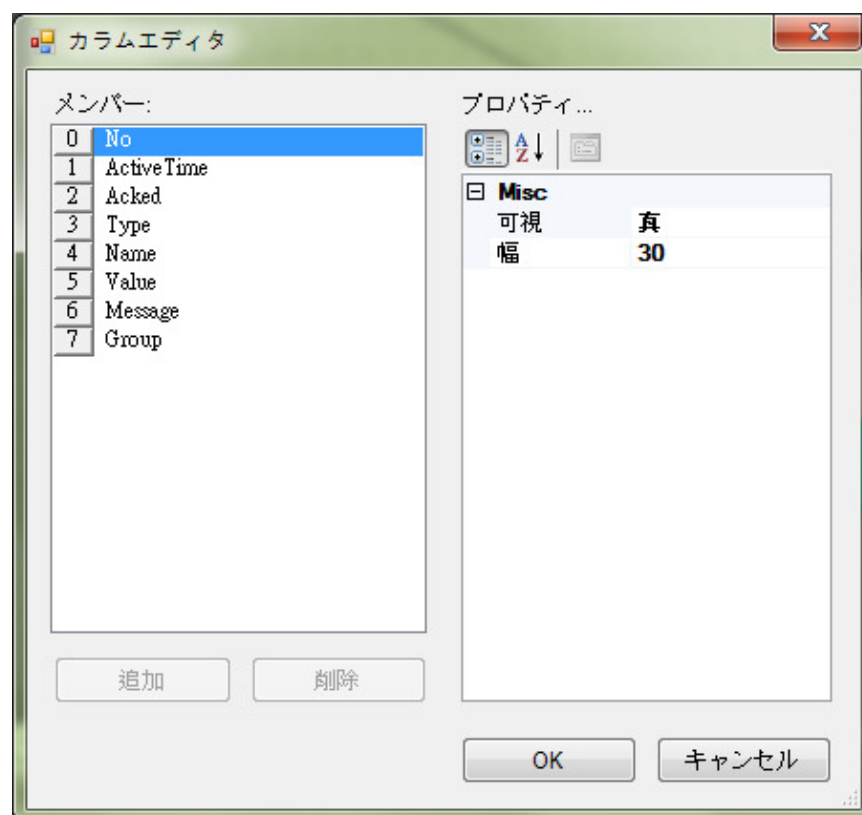 カラムエディタ
メンバー:
0 No
1 ActiveTime
2 Acked
3 Type
4 Name
5 Value
6 Message
7 Group
追加
削除
プロパティ...
Misc
可視 真
幅 30
OK
キャンセル